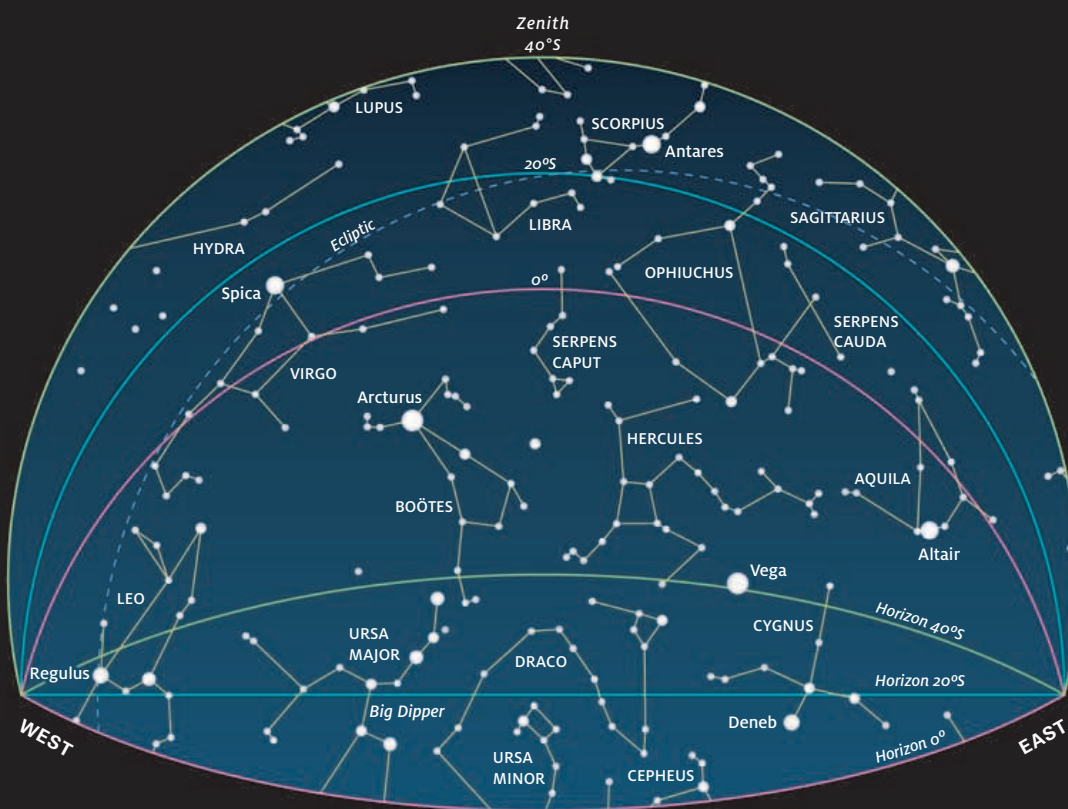 Zenith
40°S
LUPUS
SCORPIUS
Antares
20°S
SAGITTARIUS
LIBRA
Ecliptic
HYDRA
OPHIUCHUS
0°
Spica
SERPENS
CAUDA
SERPENS
CAPUT
VIRGO
Arcturus
HERCULES
AQUILA
BOÖTES
Altair
Vega
LEO
Horizon 40°S
CYGNUS
URSA
MAJOR
DRACO
Regulus
Horizon 20°S
Big Dipper
Deneb
WEST
EAST
Horizon 0°
URSA
MINOR
CEPHEUS